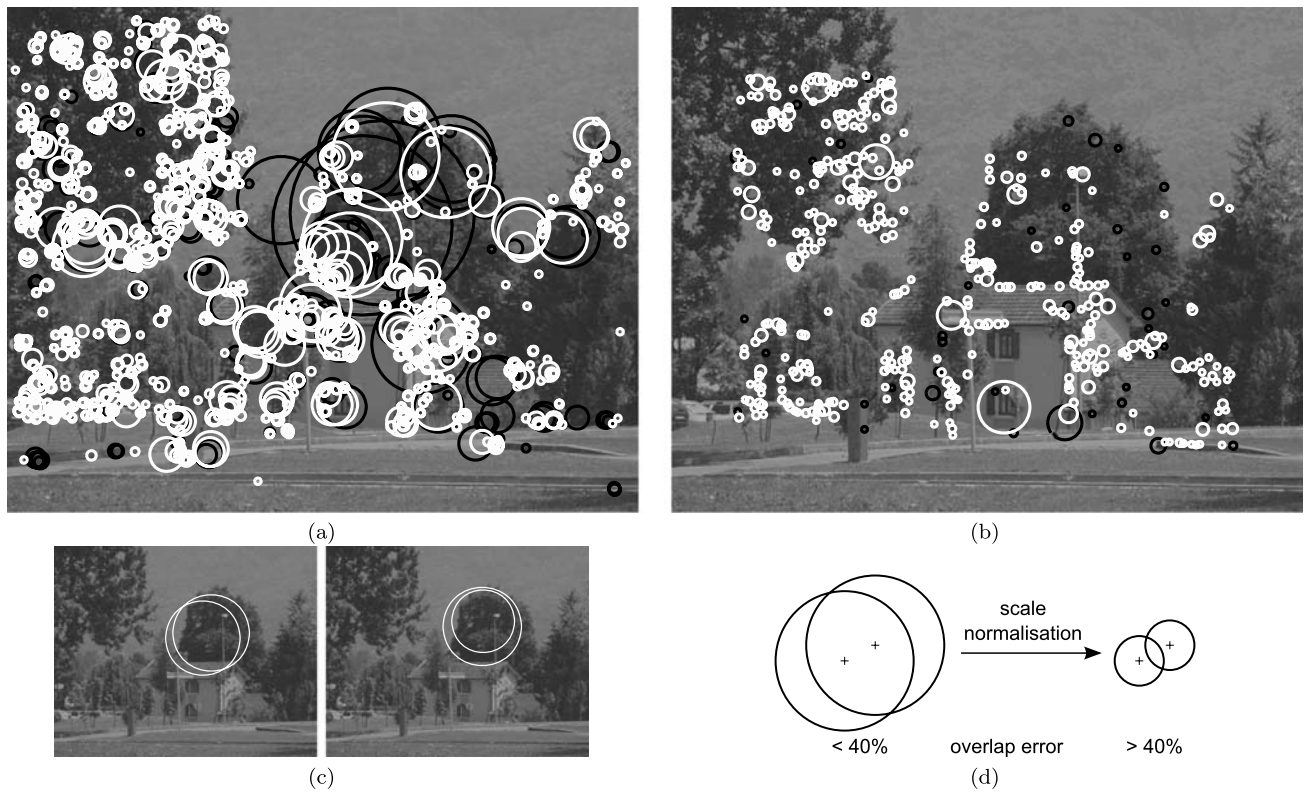 (a)
(b)
scale
normalisation
< 40%
overlap error
> 40%
(c)
(d)